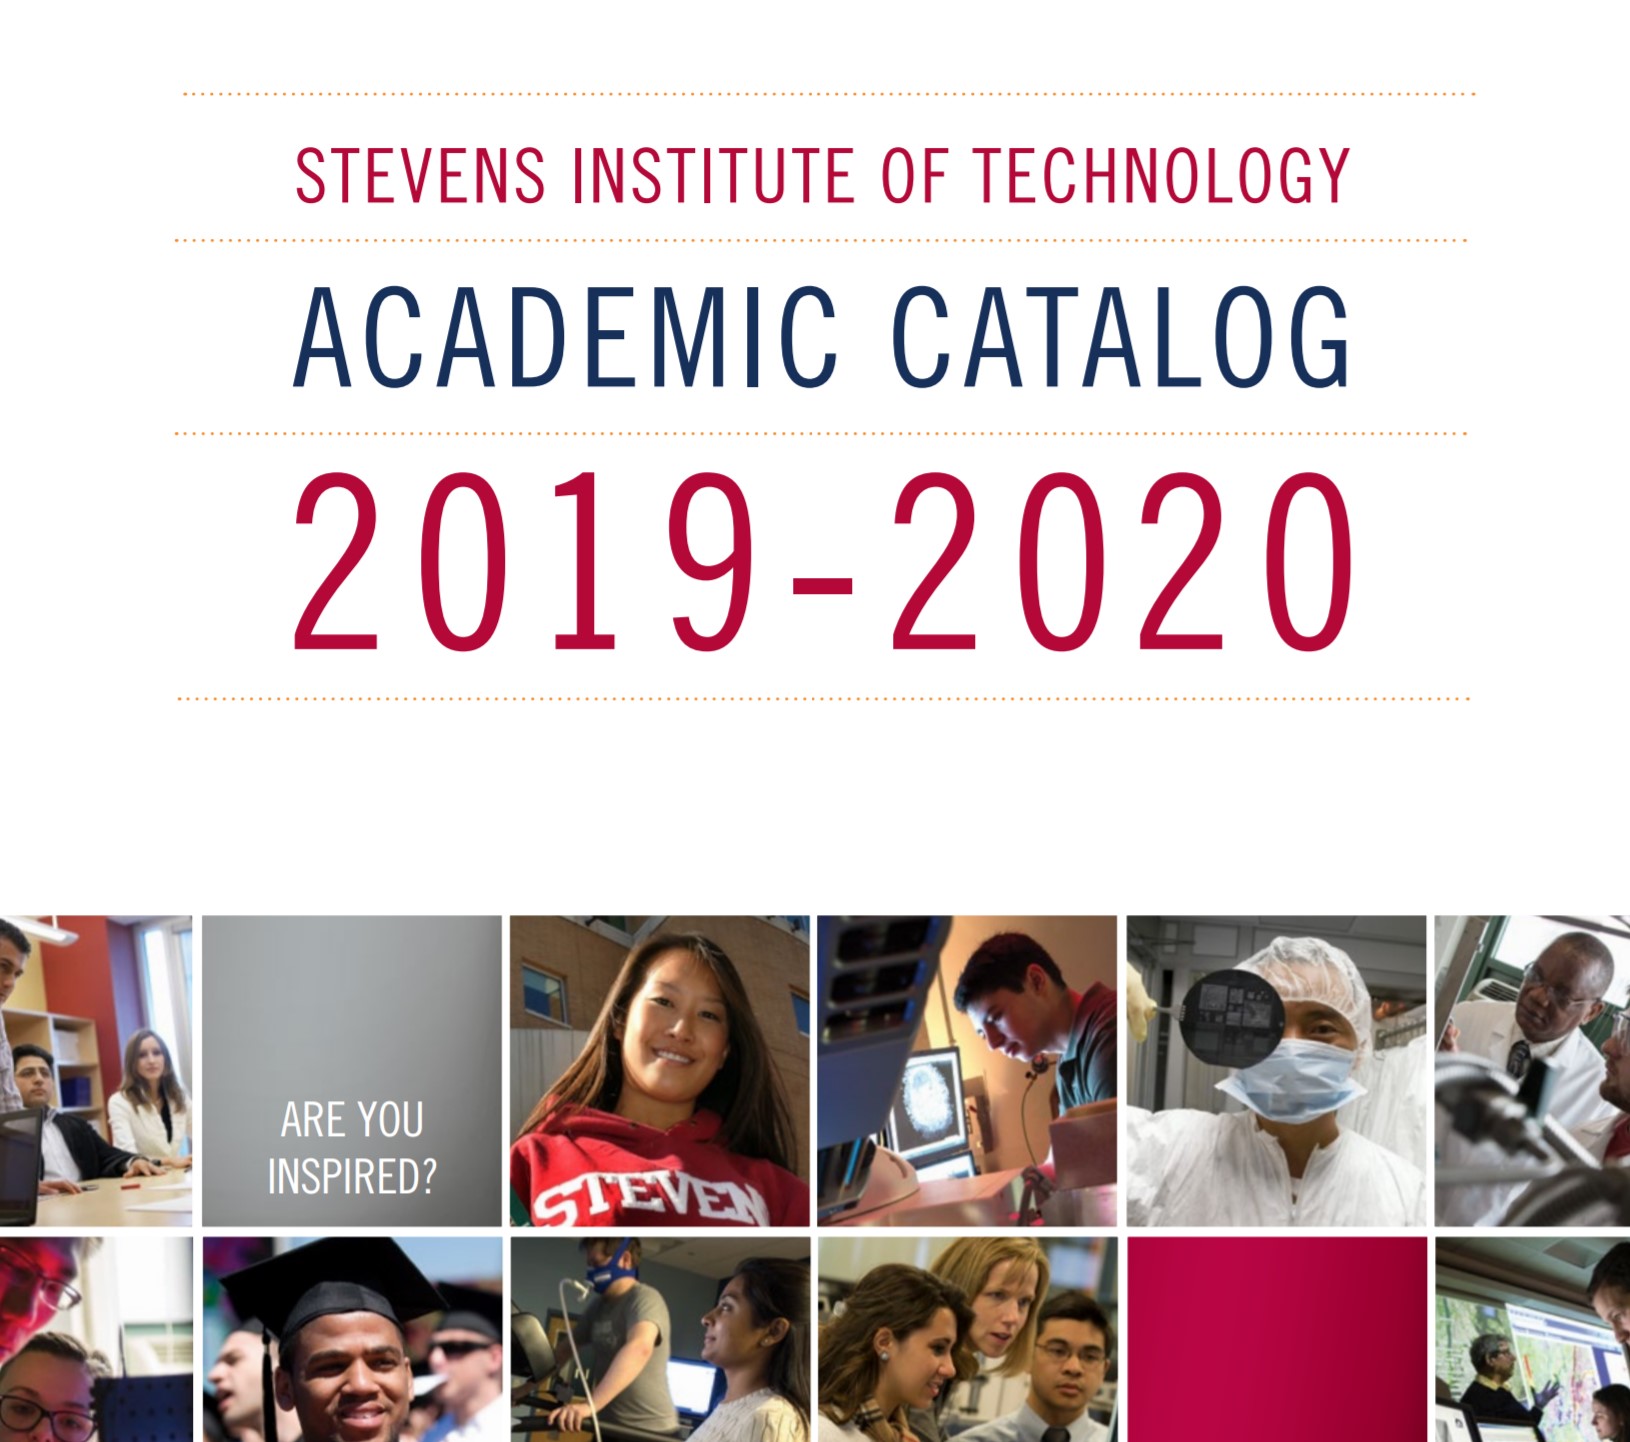 STEVENS INSTITUTE OF TECHNOLOGY
ACADEMIC CATALOG
2019-2020
ARE YOU
INSPIRED?
STEVEN